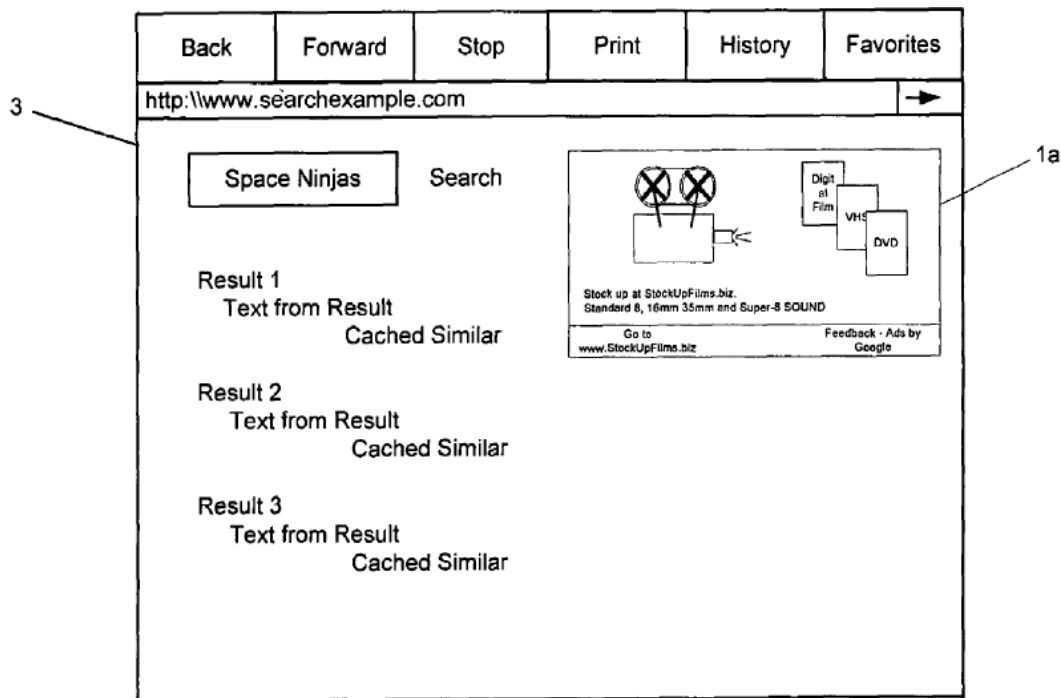 Back Forward Stop Print History Favorites
http:\\www.searchexample.com
3
1a
Space Ninjas Search
Digit
al
Film
VHS
DVD
Stock up at StockUpFilms.biz.
Standard 8, 16mm 35mm and Super-8 SOUND
Go to
www.StockUpFilms.biz
Feedback - Ads by
Google
Result 1
Text from Result
Cached Similar
Result 2
Text from Result
Cached Similar
Result 3
Text from Result
Cached Similar